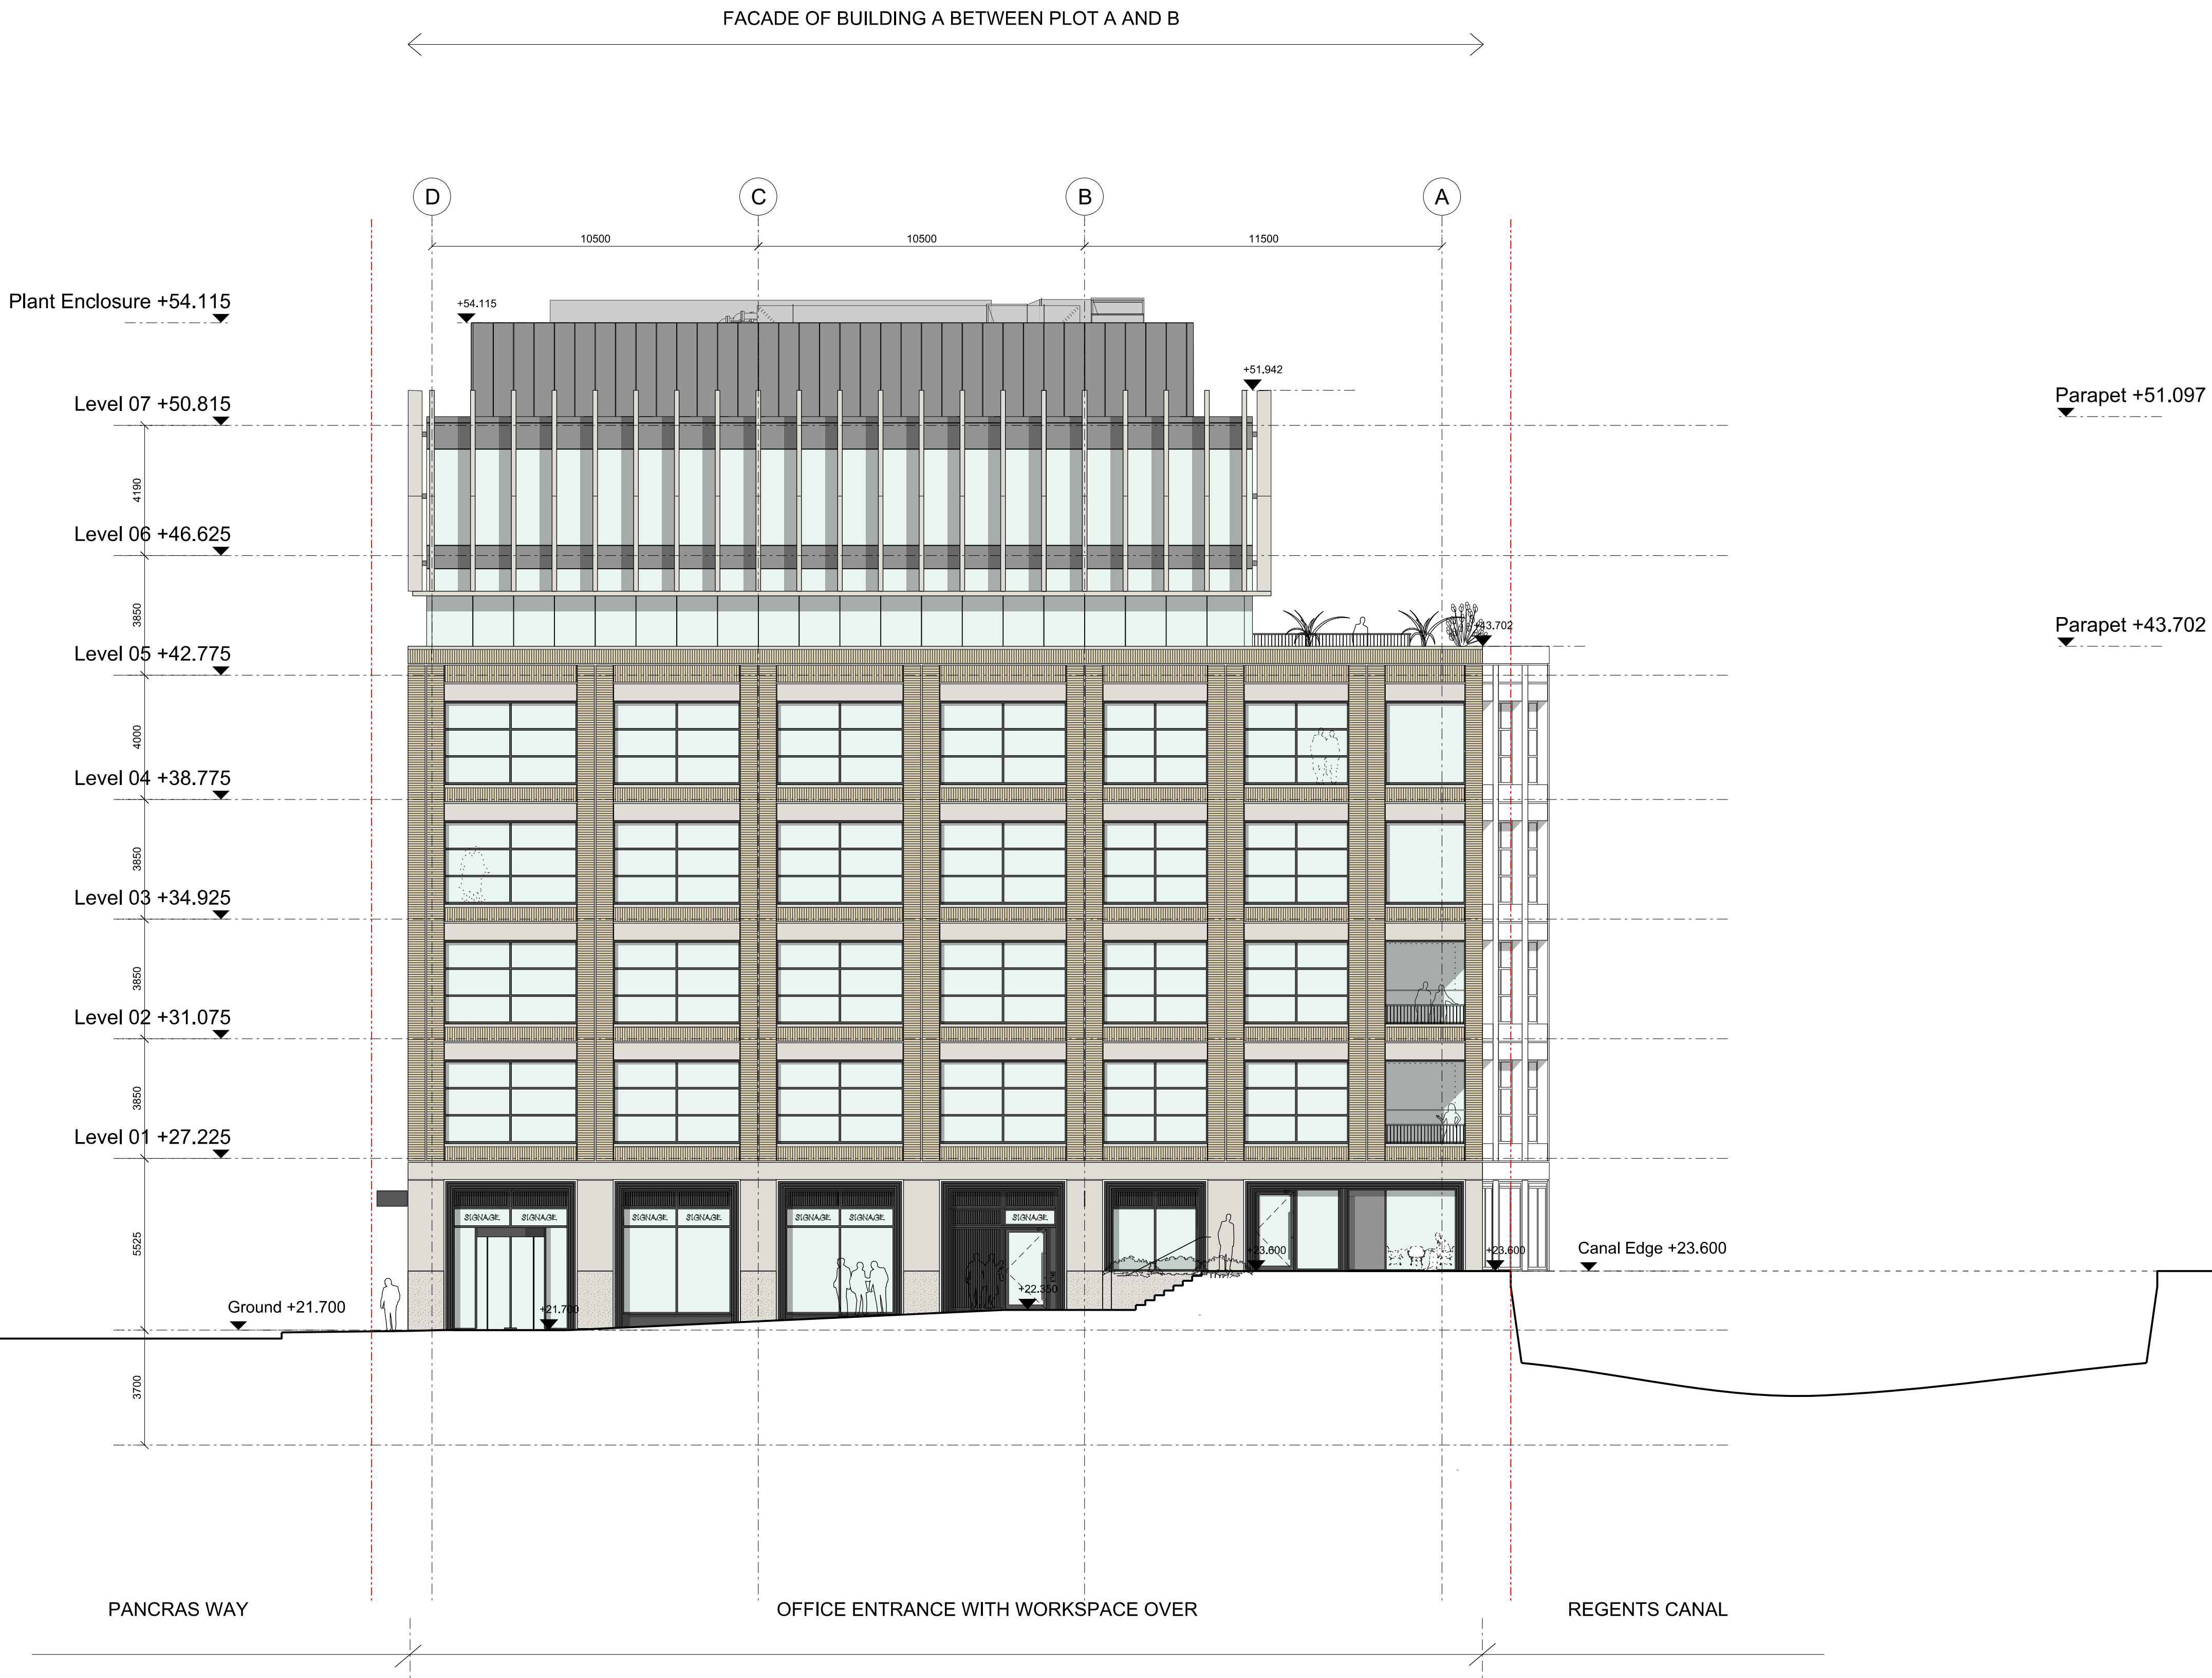 FACADE OF BUILDING A BETWEEN PLOT A AND B
D
C
B
A
10500
10500
11500
Plant Enclosure +54.115
+54.115
+51.942
Level 07 +50.815
Parapet +51.097
4190
Level 06 +46.625
3850
+43.702
Parapet +43.702
Level 05 +42.775
4000
Level 04 +38.775
3850
Level 03 +34.925
3850
Level 02 +31.075
3850
Level 01 +27.225
SIGNAGE SIGNAGE SIGNAGE SIGNAGE SIGNAGE SIGNAGE SIGNAGE
5525
+23.600
+23.600
Canal Edge +23.600
+22.350
Ground +21.700
+21.700
3700
PANCRAS WAY
OFFICE ENTRANCE WITH WORKSPACE OVER
REGENTS CANAL